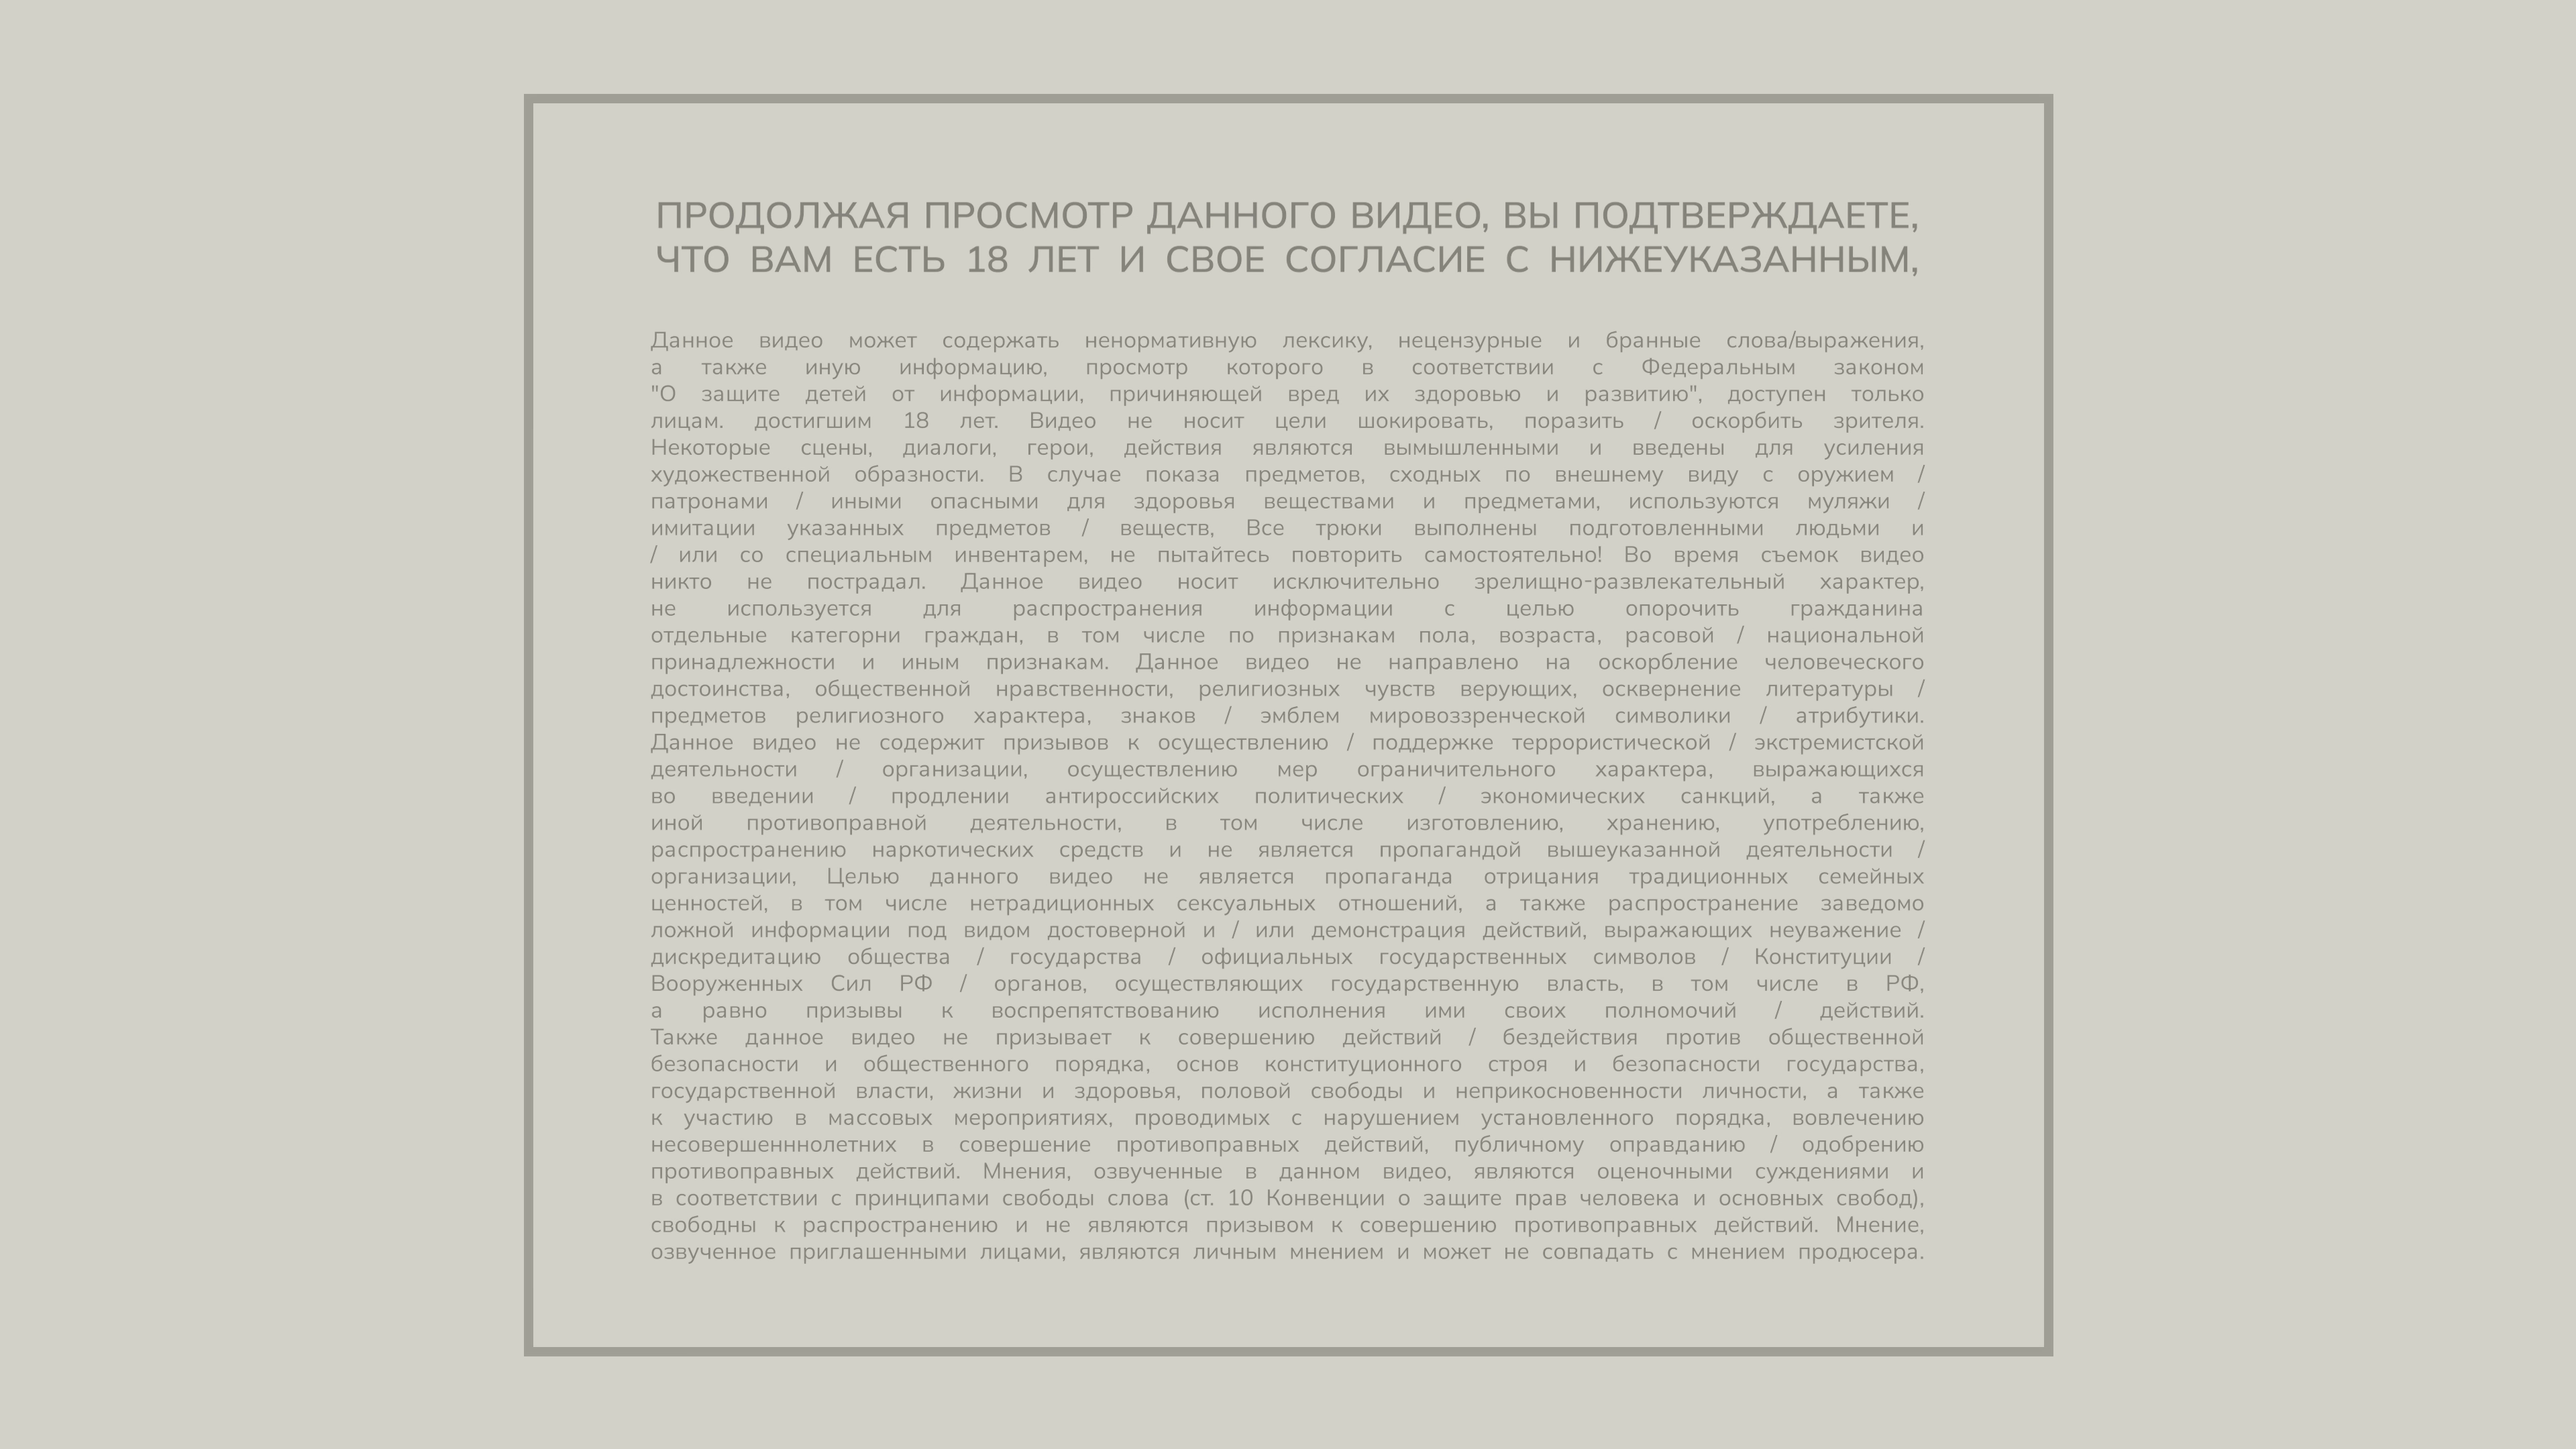 ПРОДОЛЖАЯ ПРОСМОТР ДАННОГО ВИДЕО, ВЫ ПОДТВЕРЖДАЕТЕ,
ЧТО ВАМ ЕСТЬ 18 ЛЕТ И СВОЕ СОГЛАСИЕ С НИЖЕУКАЗАННЫМ,
Данное видео может содержать ненормативную лексику, нецензурные и бранные слова/выражения,
а также иную информацию, просмотр которого в соответствии с Федеральным законом
"О защите детей от информации, причиняющей вред их здоровью и развитию", доступен только
лицам. достигшим 18 лет. Видео не носит цели шокировать, поразить / оскорбить зрителя.
Некоторые сцены, диалоги, герои, действия являются вымышленными и введены для усиления
художественной образности. В случае показа предметов, сходных по внешнему виду с оружием /
патронами / иными опасными для здоровья веществами и предметами, используются муляжи /
имитации указанных предметов / веществ, Все трюки выполнены подготовленными людьми и
/ или со специальным инвентарем, не пытайтесь повторить самостоятельно! Во время съемок видео
никто не пострадал. Данное видео носит исключительно зрелищно-развлекательный характер,
не используется для распространения информации с целью опорочить гражданина
отдельные категорни граждан, в том числе по признакам пола, возраста, расовой / национальной
принадлежности и иным признакам. Данное видео не направлено на оскорбление человеческого
достоинства, общественной нравственности, религиозных чувств верующих, осквернение литературы /
предметов религиозного характера, знаков / эмблем мировоззренческой символики / атрибутики.
Данное видео не содержит призывов к осуществлению / поддержке террористической / экстремистской
деятельности / организации, осуществлению мер ограничительного характера, выражающихся
во введении / продлении антироссийских политических / экономических санкций, а также
иной противоправной деятельности, в том числе изготовлению, хранению, употреблению,
распространению наркотических средств и не является пропагандой вышеуказанной деятельности /
организации, Целью данного видео не является пропаганда отрицания традиционных семейных
ценностей, в том числе нетрадиционных сексуальных отношений, а также распространение заведомо
ложной информации под видом достоверной и / или демонстрация действий, выражающих неуважение /
дискредитацию общества / государства / официальных государственных символов / Конституции /
Вооруженных Сил РФ / органов, осуществляющих государственную власть, в том числе в РФ,
а равно призывы к воспрепятствованию исполнения ими своих полномочий / действий.
Также данное видео не призывает к совершению действий / бездействия против общественной
безопасности и общественного порядка, основ конституционного строя и безопасности государства,
государственной власти, жизни и здоровья, половой свободы и неприкосновенности личности, а также
к участию в массовых мероприятиях, проводимых с нарушением установленного порядка, вовлечению
несовершенннолетних в совершение противоправных действий, публичному оправданию / одобрению
противоправных действий. Мнения, озвученные в данном видео, являются оценочными суждениями и
в соответствии с принципами свободы слова (ст. 10 Конвенции о защите прав человека и основных свобод),
свободны к распространению и не являются призывом к совершению противоправных действий. Мнение,
озвученное приглашенными лицами, являются личным мнением и может не совпадать с мнением продюсера.